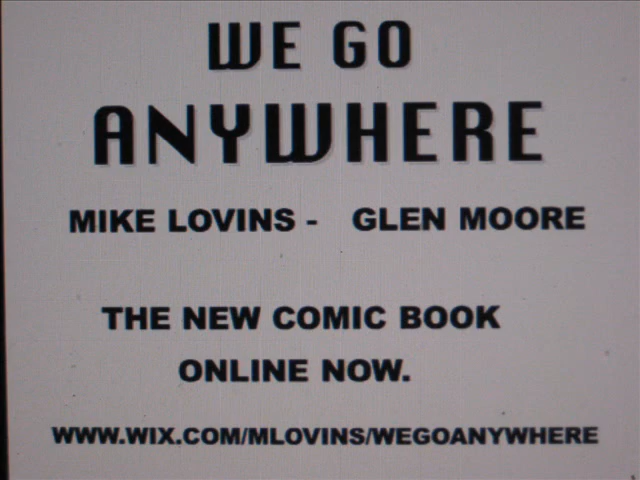 WE GO
ANYWHERE
MIKE LOVINS - GLEN MOORE
THE NEW COMIC BOOK
ONLINE NOW.
WWW.WIX.COM/MLOVINS/WEGOANYWHERE